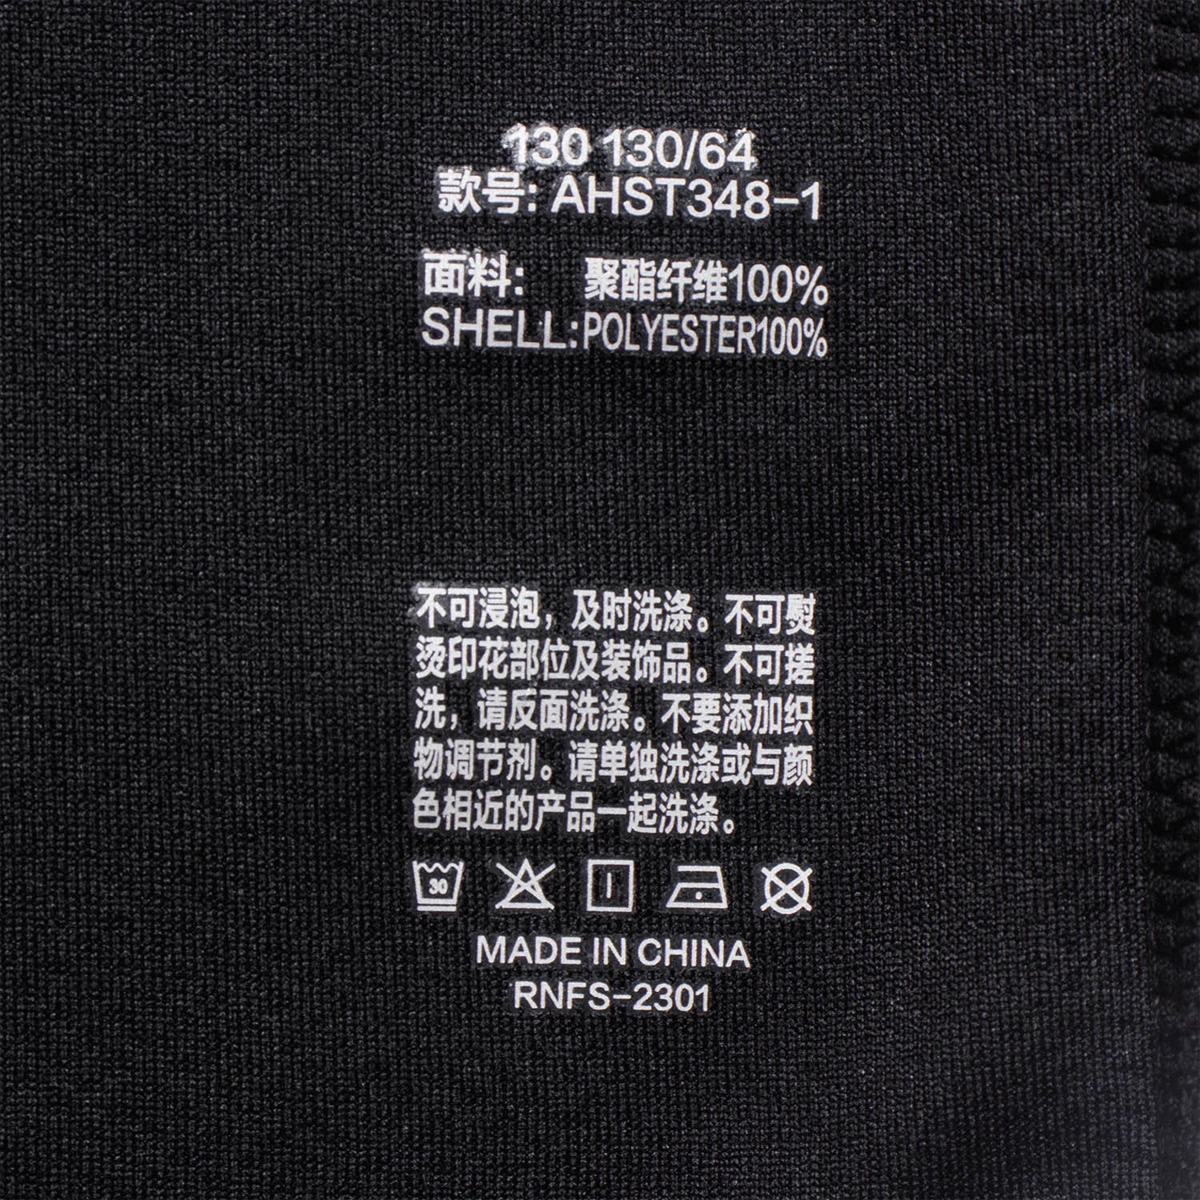 130 130/64
款号: AHST348-1
面料: 聚酯纤维100%
SHELL:POLYESTER100%
不可浸泡，及时洗涤。不可熨
烫印花部位及装饰品。不可搓
洗，请反面洗涤。不要添加织
物调节剂。请单独洗涤或与颜
色相近的产品一起洗涤。
30
MADE IN CHINA
RNFS-2301